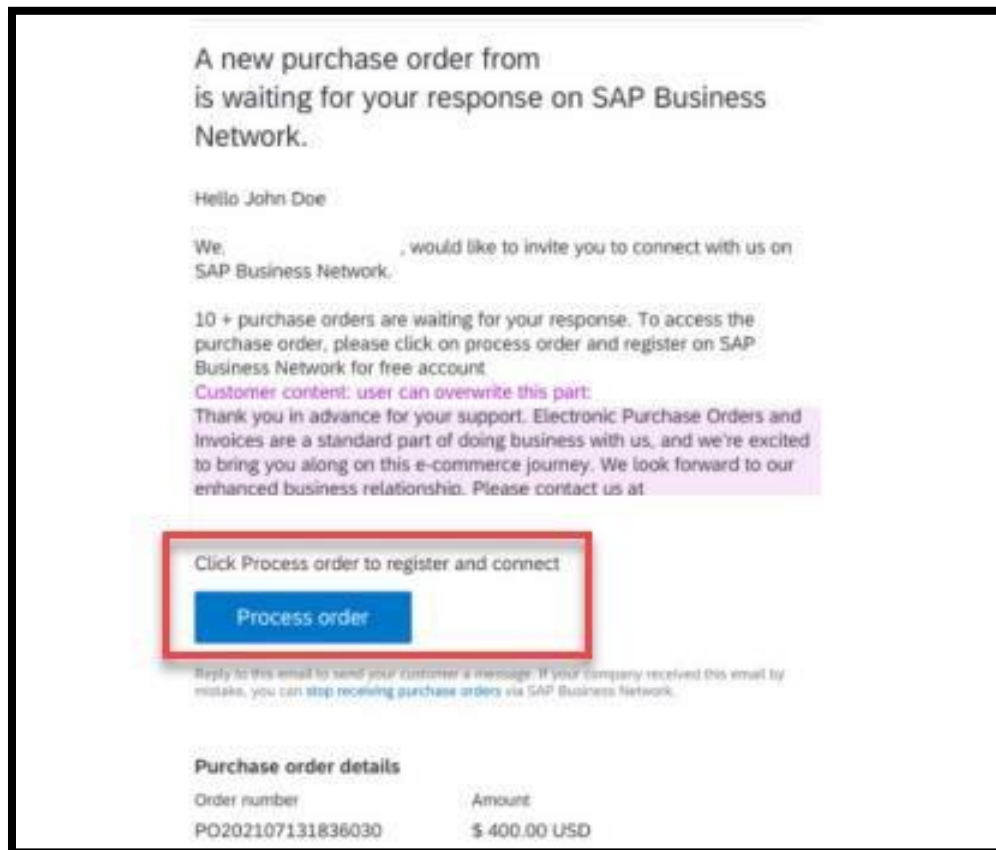 A new purchase order from
is waiting for your response on SAP Business
Network.
Hello John Doe
We, , would like to invite you to connect with us on
SAP Business Network.
10 + purchase orders are waiting for your response. To access the
purchase order, please click on process order and register on SAP
Business Network for free account
Customer content: user can overwrite this part:
Thank you in advance for your support. Electronic Purchase Orders and
Invoices are a standard part of doing business with us, and we're excited
to bring you along on this e-commerce journey. We look forward to our
enhanced business relationship. Please contact us at
Click Process order to register and connect
Process order
Reply to this email to send your customer a message. If your company received this email by
mistake, you can stop receiving purchase orders via SAP Business Network.
Purchase order details
Order number Amount
PO202107131836030 $ 400.00 USD